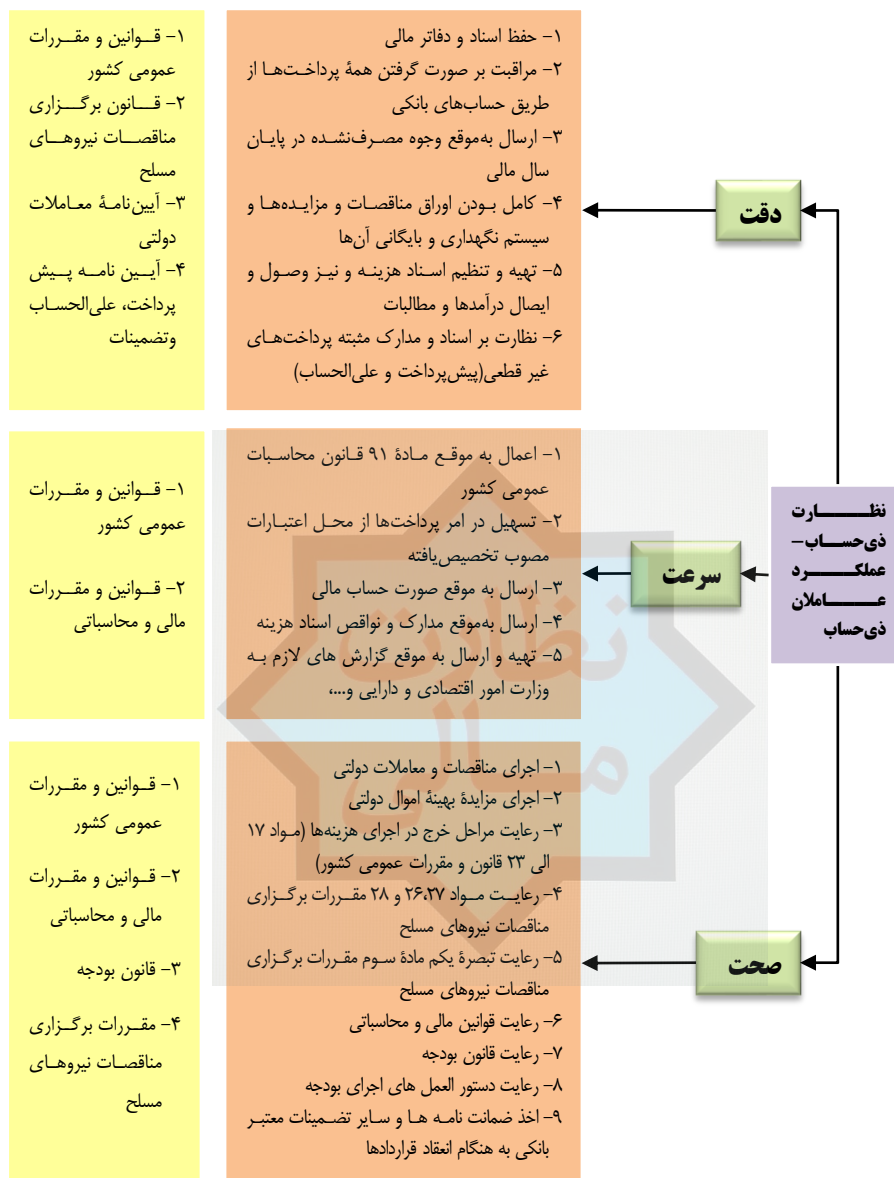 نظارت
ذی‌حساب–
عملکرد
عاملان
ذی‌حساب
دقت
۱- حفظ اسناد و دفاتر مالی
۲- مراقبت بر صورت گرفتن همهٔ پرداخت‌ها از
طریق حساب‌های بانکی
۳- ارسال به‌موقع وجوه مصرف‌نشده در پایان
سال مالی
۴- کامل بودن اوراق مناقصات و مزایده‌ها و
سیستم نگهداری و بایگانی آن‌ها
۵- تهیه و تنظیم اسناد هزینه و نیز وصول و
ایصال درآمدها و مطالبات
۶- نظارت بر اسناد و مدارک مثبته پرداخت‌های
غیر قطعی(پیش‌پرداخت و علی‌الحساب)
۱- قوانین و مقررات
عمومی کشور
۲- قانون برگزاری
مناقصات نیروهای
مسلح
۳- آیین‌نامهٔ معاملات
دولتی
۴- آیین نامه پیش
پرداخت، علی‌الحساب
وتضمینات
سرعت
۱- اعمال به موقع مادهٔ ۹۱ قانون محاسبات
عمومی کشور
۲- تسهیل در امر پرداخت‌ها از محل اعتبارات
مصوب تخصیص‌یافته
۳- ارسال به موقع صورت حساب مالی
۴- ارسال به‌موقع مدارک و نواقص اسناد هزینه
۵- تهیه و ارسال به موقع گزارش های لازم به
وزارت امور اقتصادی و دارایی و...،
۱- قوانین و مقررات
عمومی کشور
۲- قوانین و مقررات
مالی و محاسباتی
صحت
۱- اجرای مناقصات و معاملات دولتی
۲- اجرای مزایدهٔ بهینهٔ اموال دولتی
۳- رعایت مراحل خرج در اجرای هزینه‌ها (مواد ۱۷
الی ۲۳ قانون و مقررات عمومی کشور)
۴- رعایت مواد ۲۶،۲۷ و ۲۸ مقررات برگزاری
مناقصات نیروهای مسلح
۵- رعایت تبصرهٔ یکم مادهٔ سوم مقررات برگزاری
مناقصات نیروهای مسلح
۶- رعایت قوانین مالی و محاسباتی
۷- رعایت قانون بودجه
۸- رعایت دستور العمل های اجرای بودجه
۹- اخذ ضمانت نامه ها و سایر تضمینات معتبر
بانکی به هنگام انعقاد قراردادها
۱- قوانین و مقررات
عمومی کشور
۲- قوانین و مقررات
مالی و محاسباتی
۳- قانون بودجه
۴- مقررات برگزاری
مناقصات نیروهای
مسلح
نظارت
مالی